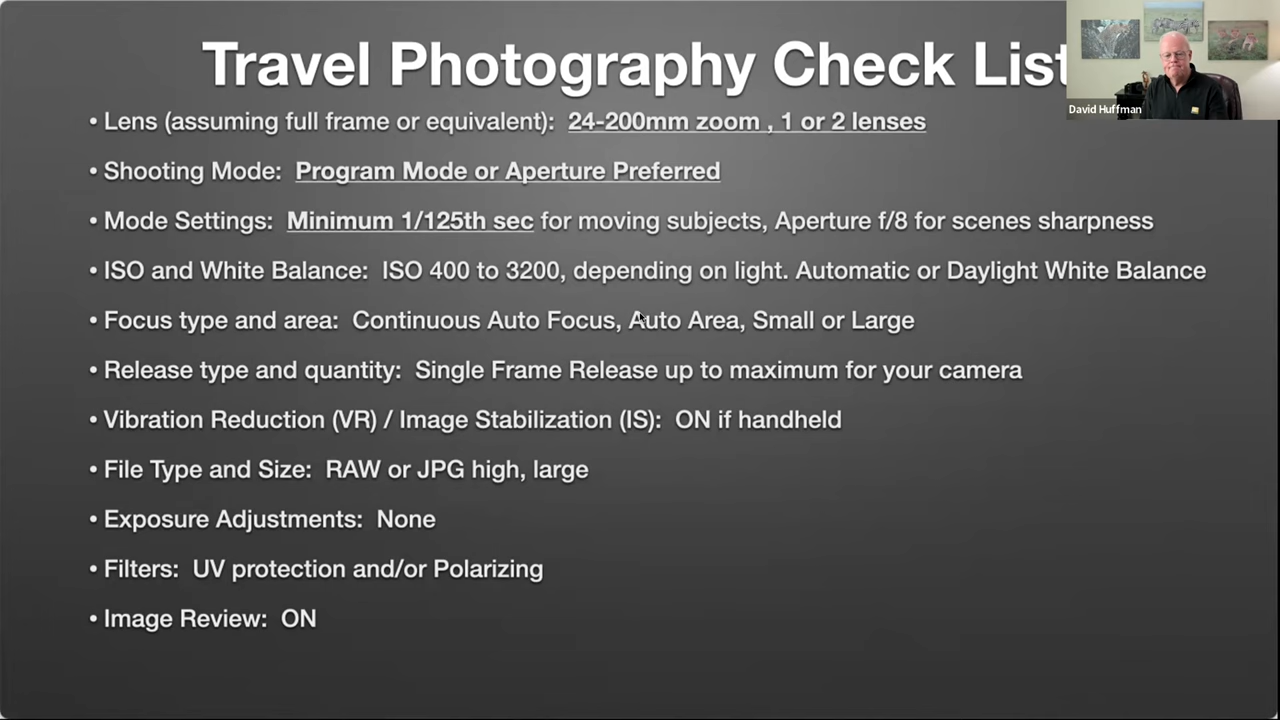 Travel Photography Check List
David Huffman
• Lens (assuming full frame or equivalent): 24-200mm zoom , 1 or 2 lenses
• Shooting Mode: Program Mode or Aperture Preferred
• Mode Settings: Minimum 1/125th sec for moving subjects, Aperture f/8 for scenes sharpness
• ISO and White Balance: ISO 400 to 3200, depending on light. Automatic or Daylight White Balance
• Focus type and area: Continuous Auto Focus, Auto Area, Small or Large
• Release type and quantity: Single Frame Release up to maximum for your camera
• Vibration Reduction (VR) / Image Stabilization (IS): ON if handheld
• File Type and Size: RAW or JPG high, large
• Exposure Adjustments: None
• Filters: UV protection and/or Polarizing
• Image Review: ON